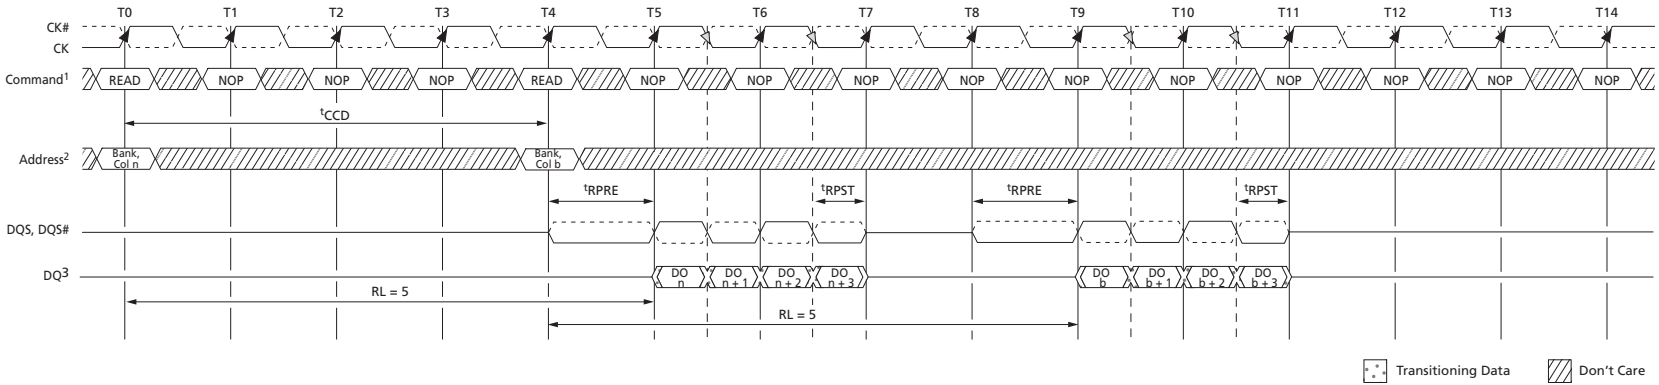 T0 T1 T2 T3 T4 T5 T6 T7 T8 T9 T10 T11 T12 T13 T14
CK#
CK
Command1 READ NOP NOP NOP READ NOP NOP NOP NOP NOP NOP NOP NOP NOP NOP
tCCD
Address2 Bank, Col n Bank, Col b
tRPRE tRPST tRPRE tRPST
DQS, DQS#
DQ3 DO n DO n + 1 DO n + 2 DO n + 3 DO b DO b + 1 DO b + 2 DO b + 3
RL = 5
RL = 5
Transitioning Data Don't Care